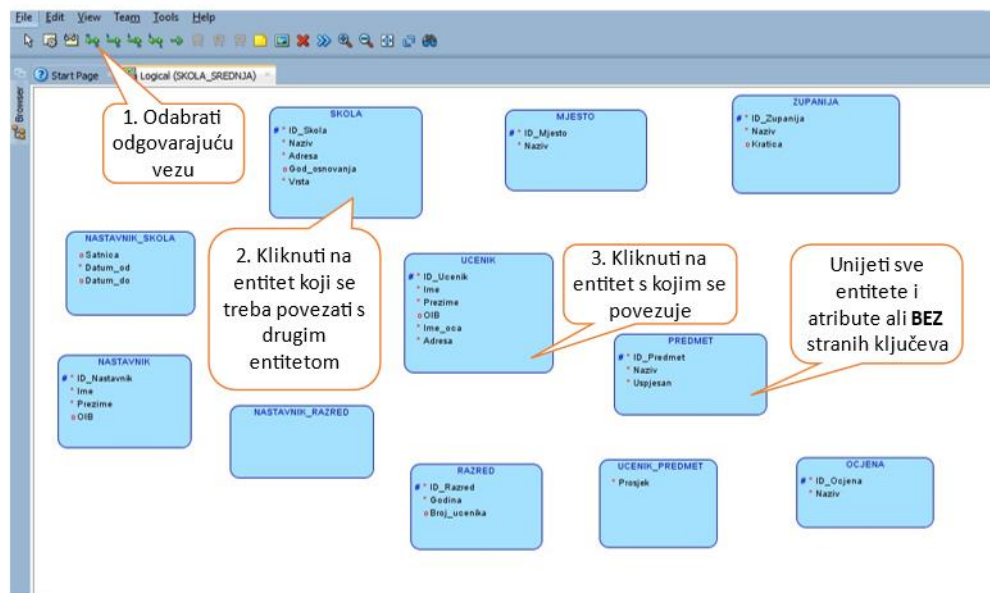 File Edit View Team Tools Help
Start Page
Logical (SKOLA_SREDNJA)
Browser
1. Odabrati
odgovarajuću
vezu
SKOLA
# * ID_Skola
* Naziv
* Adresa
o God_osnovanja
* Vrsta
MJESTO
# * ID_Mjesto
* Naziv
ZUPANIJA
# * ID_Zupanija
* Naziv
o Kratica
NASTAVNIK_SKOLA
o Satnica
* Datum_od
o Datum_do
2. Kliknuti na
entitet koji se
treba povezati s
drugim
entitetom
UCENIK
# * ID_Ucenik
* Ime
* Prezime
o OIB
* Ime_oca
* Adresa
3. Kliknuti na
entitet s kojim se
povezuje
Unijeti sve
entitete i
atribute ali BEZ
stranih ključeva
NASTAVNIK
# * ID_Nastavnik
* Ime
* Prezime
o OIB
NASTAVNIK_RAZRED
PREDMET
# * ID_Predmet
* Naziv
* Uspjesan
RAZRED
# * ID_Razred
* Godina
o Broj_ucenika
UCENIK_PREDMET
* Prosjek
OCJENA
# * ID_Ocjena
* Naziv